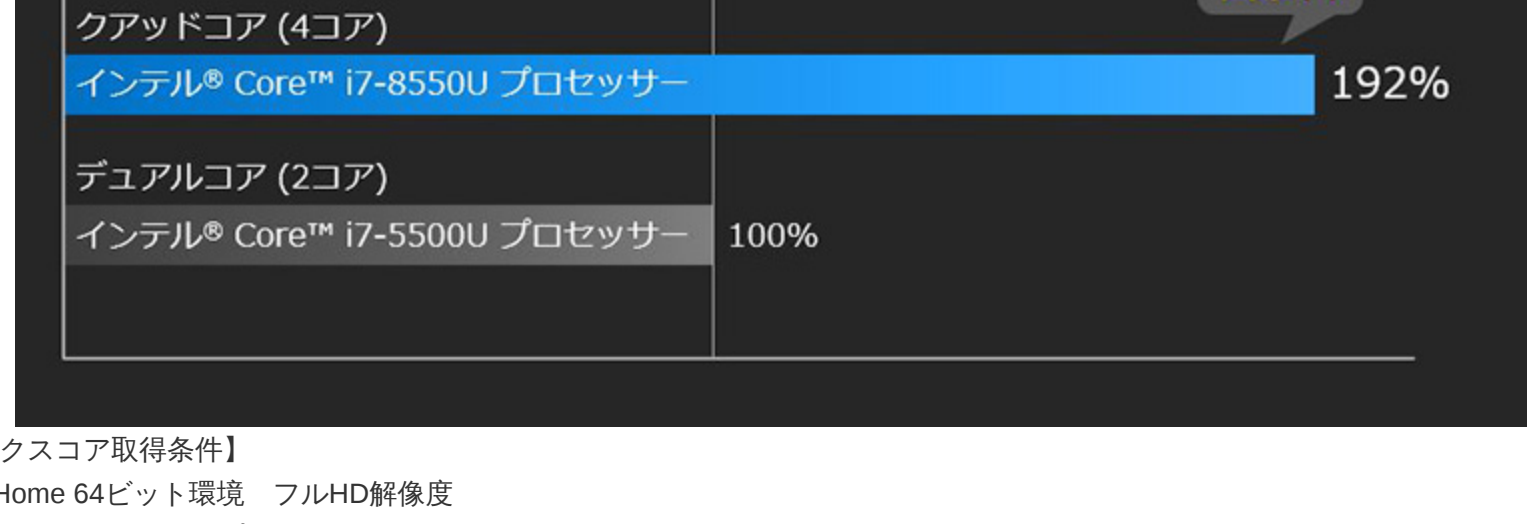 クアッドコア (4コア)
インテル® Core™ i7-8550U プロセッサー
192%
デュアルコア (2コア)
インテル® Core™ i7-5500U プロセッサー
100%
クスコア取得条件】
Home 64ビット環境　フルHD解像度